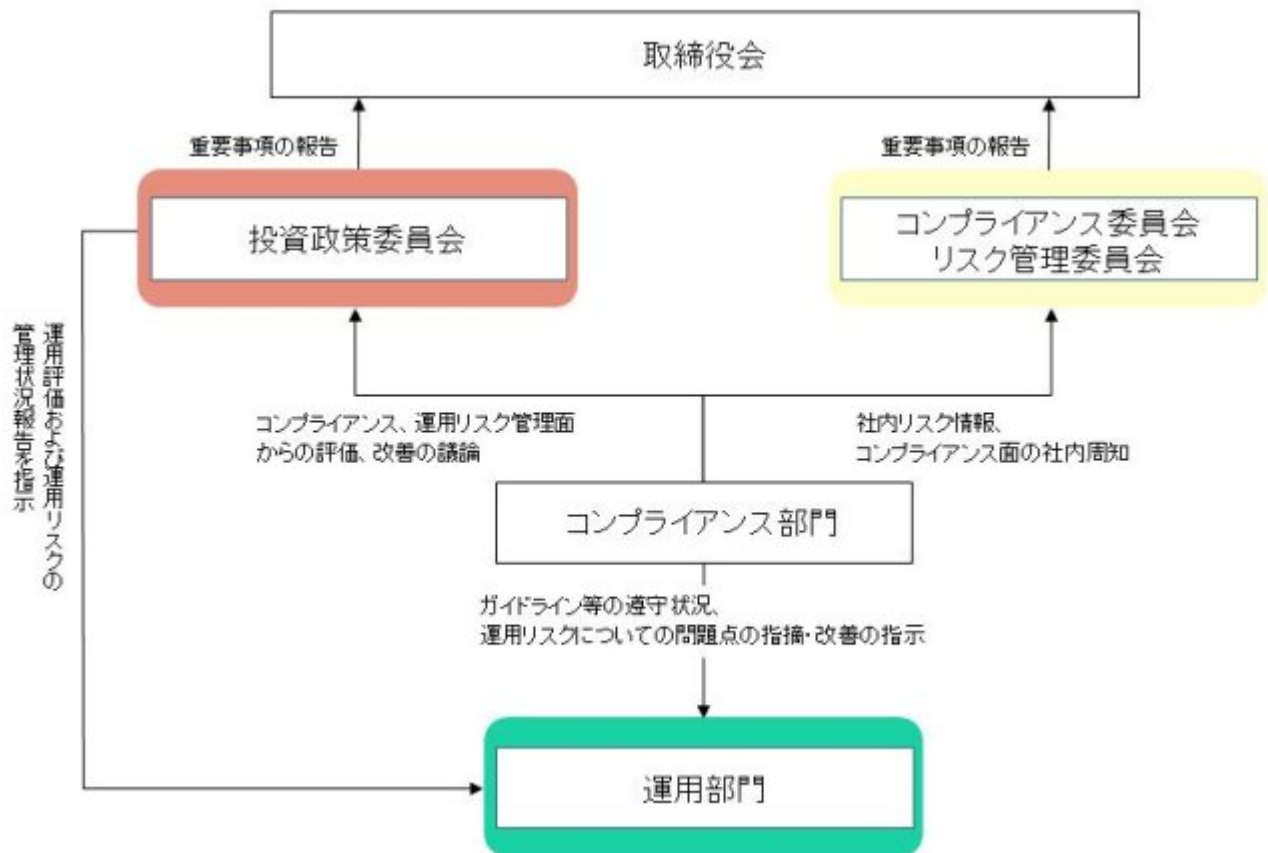 取締役会
重要事項の報告
重要事項の報告
投資政策委員会
コンプライアンス委員会
リスク管理委員会
運用評価および運用リスクの
管理状況報告を指示
コンプライアンス、運用リスク管理面
からの評価、改善の議論
社内リスク情報、
コンプライアンス面の社内周知
コンプライアンス部門
ガイドライン等の遵守状況、
運用リスクについての問題点の指摘・改善の指示
運用部門